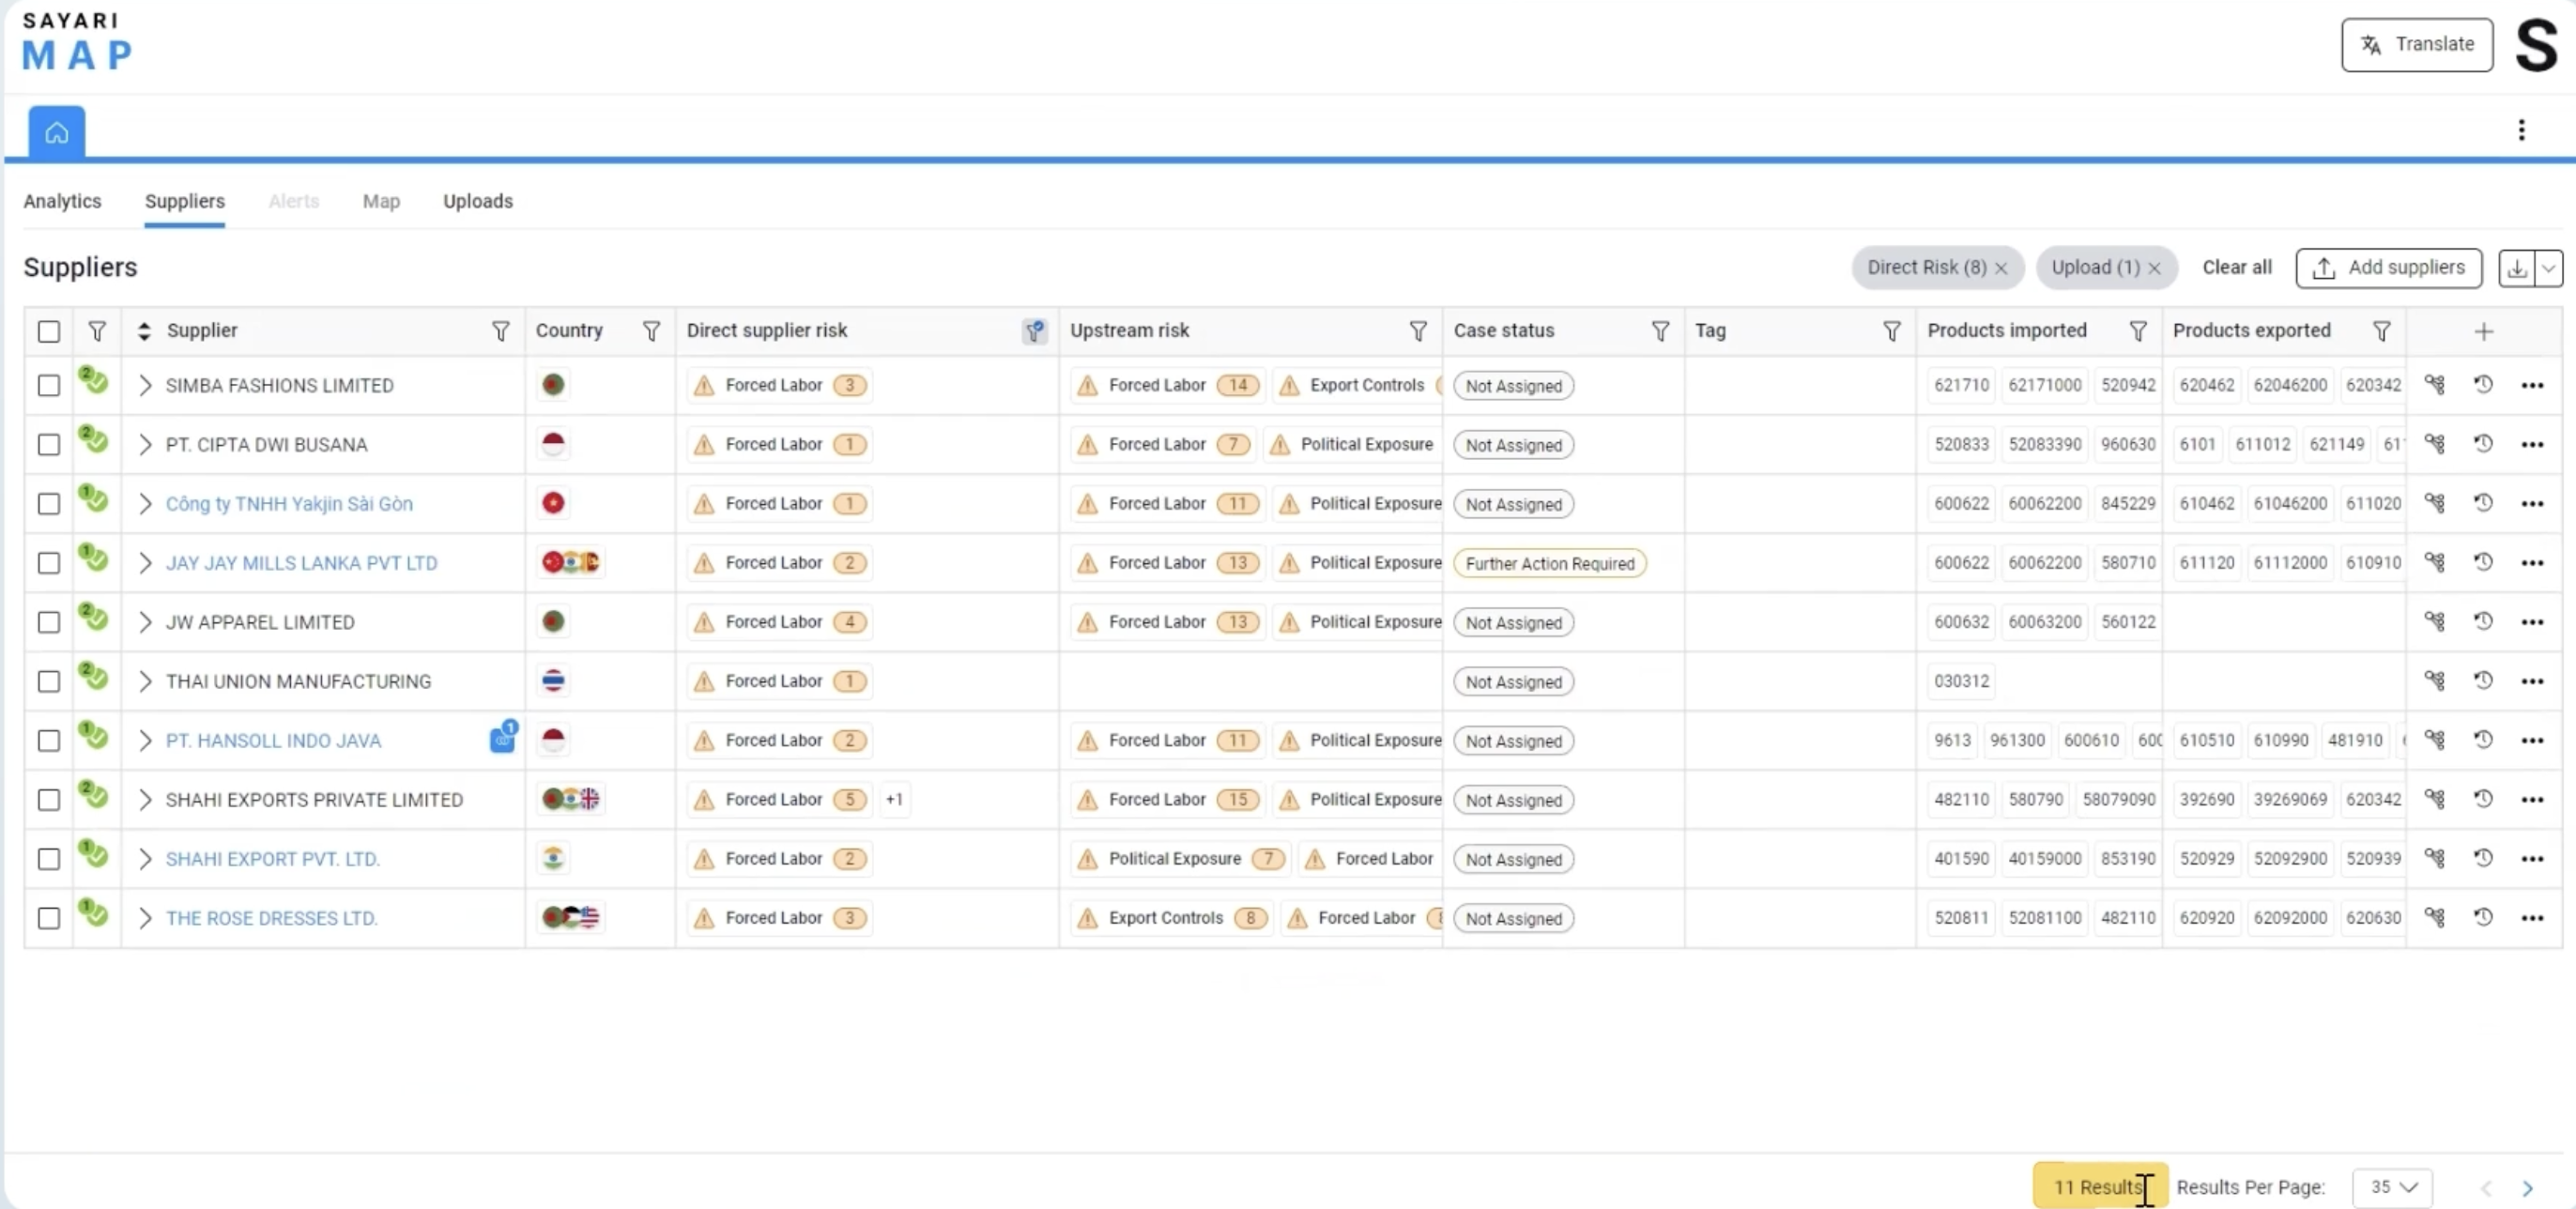 SAYARI
MAP
Translate
S
Analytics Suppliers Alerts Map Uploads
Suppliers Direct Risk (8) Upload (1) Clear all Add suppliers
Supplier Country Direct supplier risk Upstream risk Case status Tag Products imported Products exported
2 SIMBA FASHIONS LIMITED Forced Labor 3 Forced Labor 14 Export Controls Not Assigned 621710 62171000 520942 620462 62046200 620342
2 PT. CIPTA DWI BUSANA Forced Labor 1 Forced Labor 7 Political Exposure Not Assigned 520833 52083390 960630 6101 611012 621149 61
1 Công ty TNHH Yakjin Sài Gòn Forced Labor 1 Forced Labor 11 Political Exposure Not Assigned 600622 60062200 845229 610462 61046200 611020
1 JAY JAY MILLS LANKA PVT LTD Forced Labor 2 Forced Labor 13 Political Exposure Further Action Required 600622 60062200 580710 611120 61112000 610910
2 JW APPAREL LIMITED Forced Labor 4 Forced Labor 13 Political Exposure Not Assigned 600632 60063200 560122
2 THAI UNION MANUFACTURING Forced Labor 1 Not Assigned 030312
1 PT. HANSOLL INDO JAVA 1 Forced Labor 2 Forced Labor 11 Political Exposure Not Assigned 9613 961300 600610 600 610510 610990 481910
2 SHAHI EXPORTS PRIVATE LIMITED Forced Labor 5 +1 Forced Labor 15 Political Exposure Not Assigned 482110 580790 58079090 392690 39269069 620342
1 SHAHI EXPORT PVT. LTD. Forced Labor 2 Political Exposure 7 Forced Labor Not Assigned 401590 40159000 853190 520929 52092900 520939
1 THE ROSE DRESSES LTD. Forced Labor 3 Export Controls 8 Forced Labor Not Assigned 520811 52081100 482110 620920 62092000 620630
11 Results Results Per Page: 35